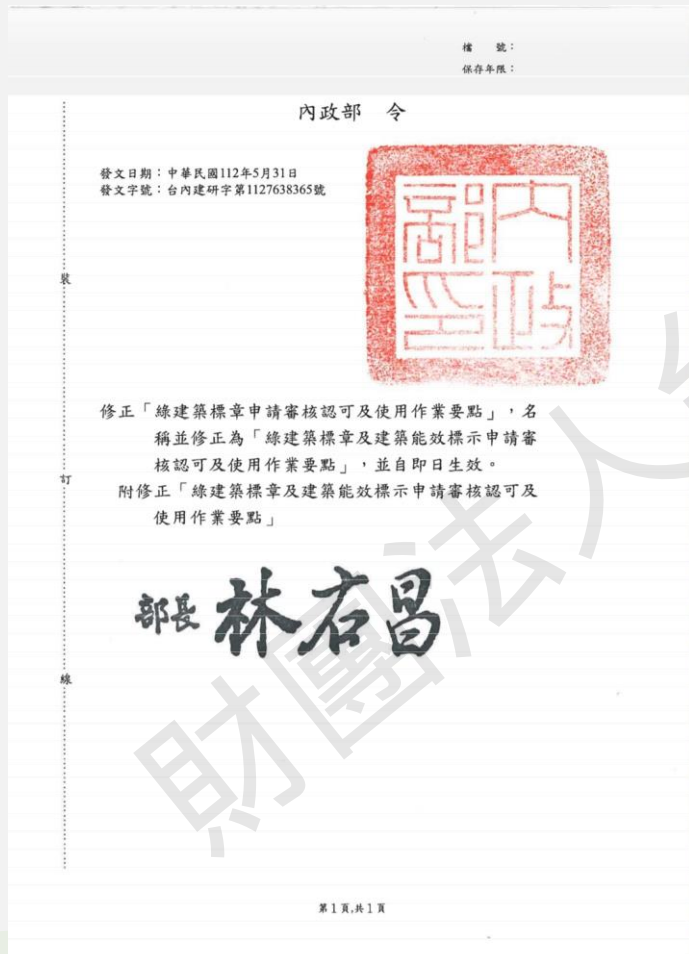 檔　　號：
保存年限：
內政部　令
發文日期：中華民國112年5月31日
發文字號：台內建研字第1127638365號
內政部印
裝
修正「綠建築標章申請審核認可及使用作業要點」，名
稱並修正為「綠建築標章及建築能效標示申請審
核認可及使用作業要點」，並自即日生效。
訂
附修正「綠建築標章及建築能效標示申請審核認可及
使用作業要點」
部長 林右昌
線
財團法人
第1頁,共1頁